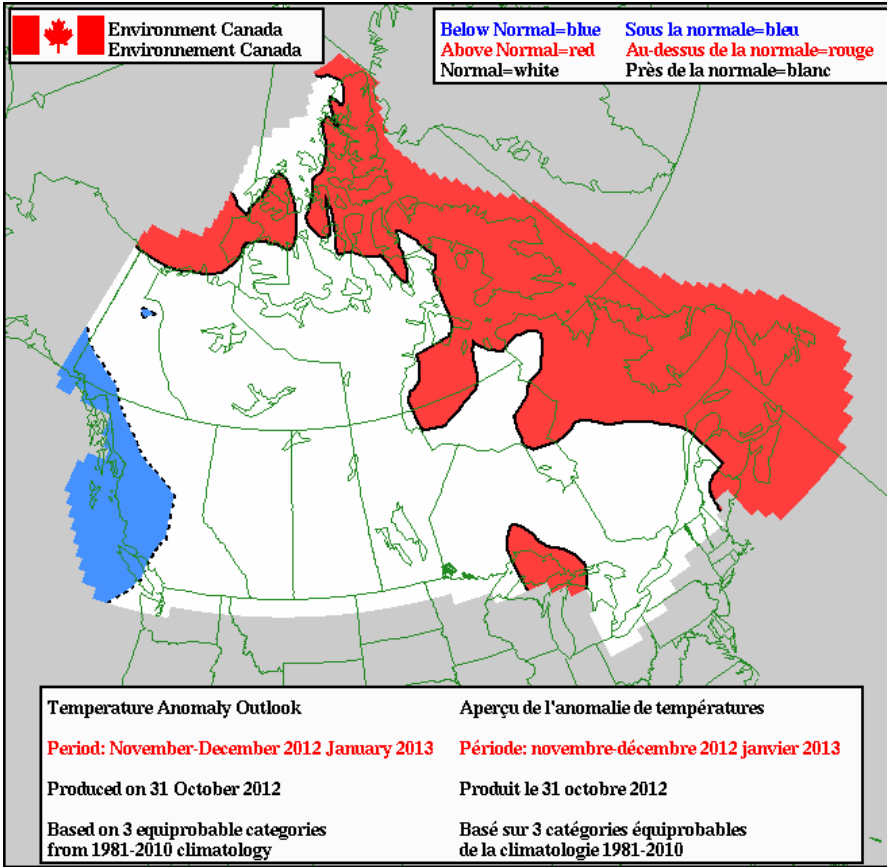 Environment Canada
Environnement Canada
Below Normal=blue Sous la normale=bleu
Above Normal=red Au-dessus de la normale=rouge
Normal=white Près de la normale=blanc
Temperature Anomaly Outlook
Period: November-December 2012 January 2013
Produced on 31 October 2012
Based on 3 equiprobable categories
from 1981-2010 climatology
Aperçu de l'anomalie de températures
Période: novembre-décembre 2012 janvier 2013
Produit le 31 octobre 2012
Basé sur 3 catégories équiprobables
de la climatologie 1981-2010